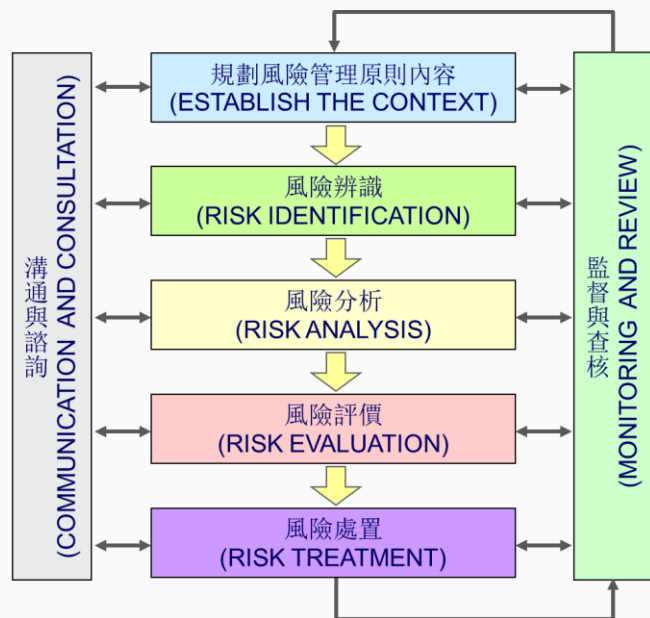 規劃風險管理原則內容
(ESTABLISH THE CONTEXT)
風險辨識
(RISK IDENTIFICATION)
風險分析
(RISK ANALYSIS)
風險評價
(RISK EVALUATION)
風險處置
(RISK TREATMENT)
溝通與諮詢
(COMMUNICATION AND CONSULTATION)
監督與查核
(MONITORING AND REVIEW)